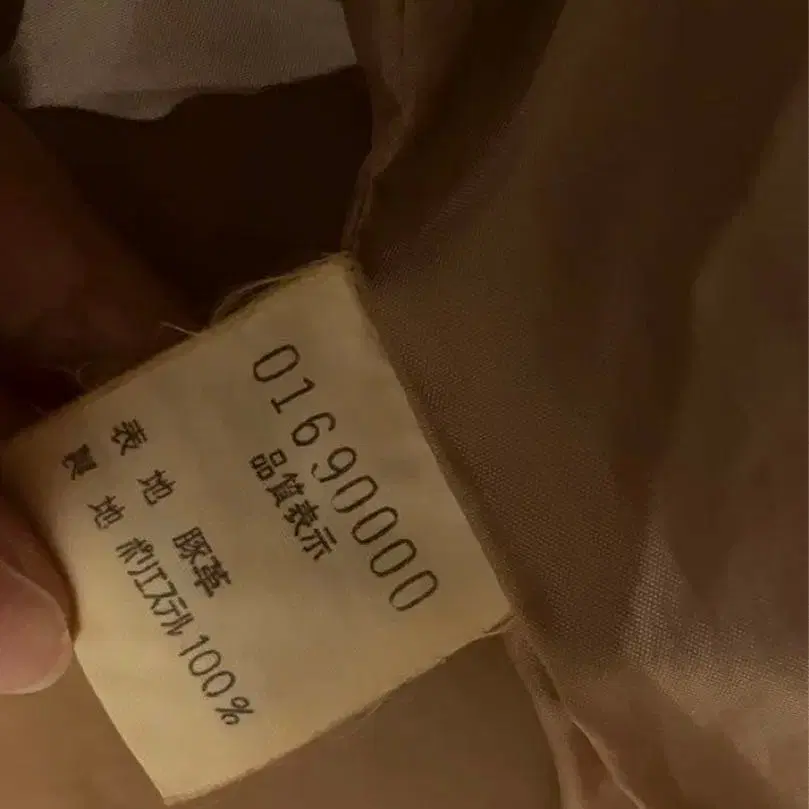 01690000
品質表示
表地 豚革
裏地 ポリエステル100%